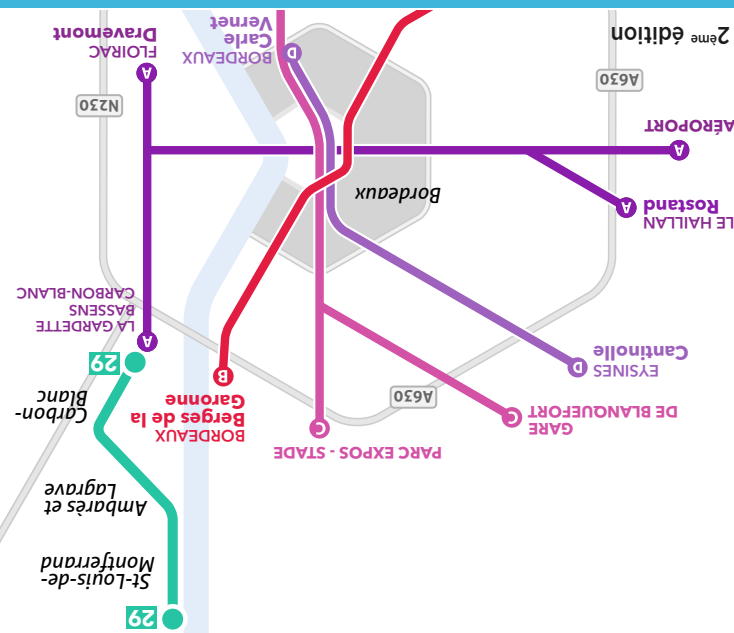 29
St-Louis-de-
Montferrand
Ambarès et
Lagrave
PARC EXPOS - STADE
C
GARE
DE BLANQUEFORT
C
BORDEAUX
Berges de la
Garonne
B
Carbon-
Blanc
A630
EYSINES
Cantinolle
D
29
A
LA GARDETTE
BASSENS
CARBON-BLANC
LE HAILLAN
Rostand
A
Bordeaux
A
AÉROPORT
N230
A630
A
FLOIRAC
Dravemont
D
BORDEAUX
Carle
Vernet
2ème édition